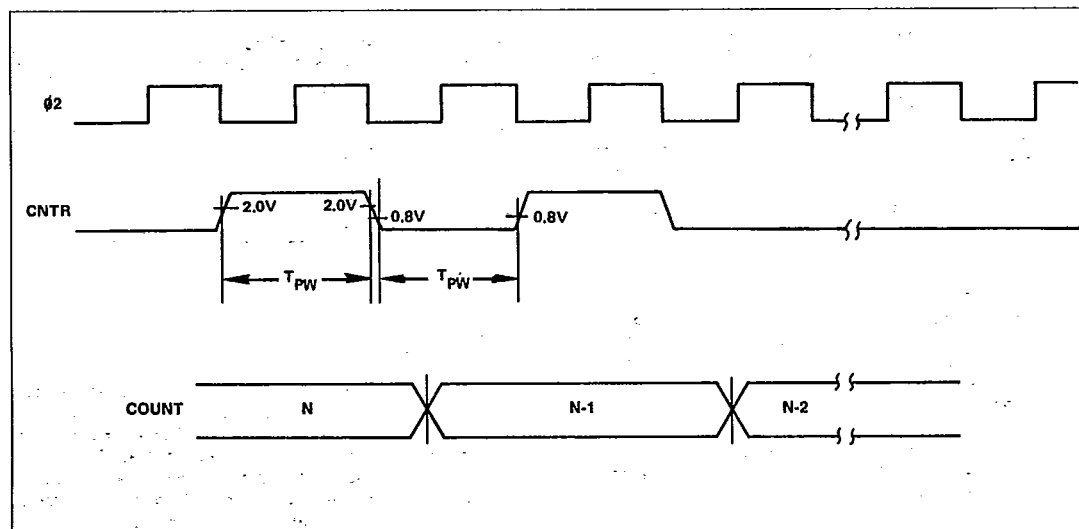 ϕ2
CNTR
2.0V
2.0V
0.8V
0.8V
TPW
TPW
COUNT
N
N-1
N-2